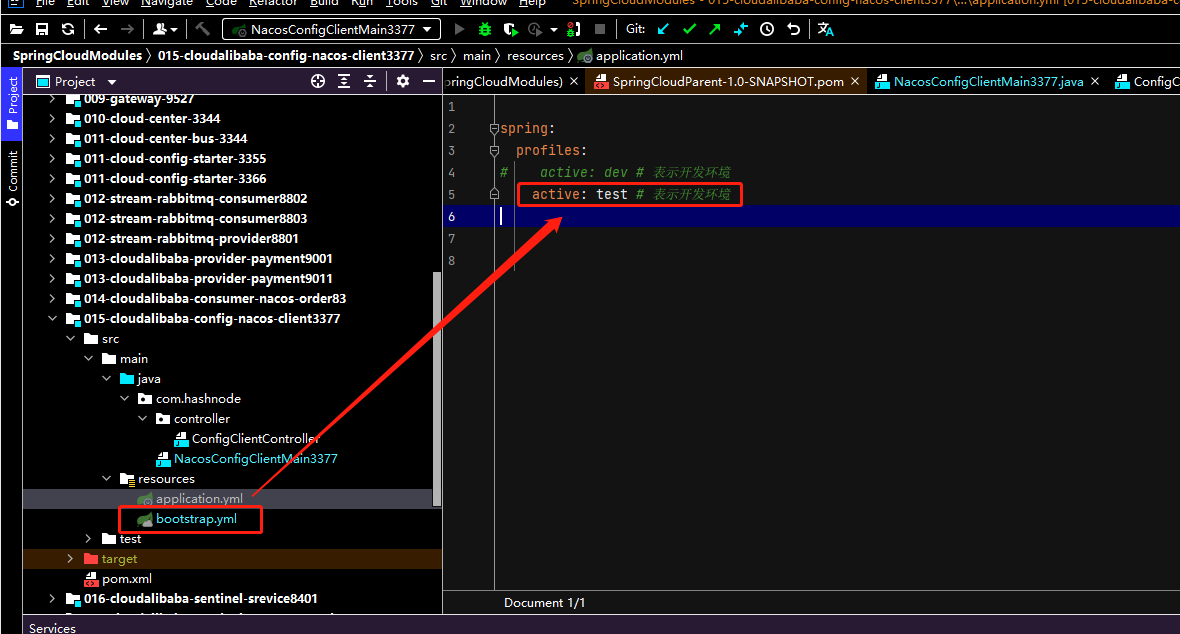 File Edit View Navigate Code Refactor Build Run Tools Git Window Help SpringCloudModules - 015-cloudalibaba-config-nacos-client3377\...\application.yml [015-cloudalibaba-c
NacosConfigClientMain3377 Git:
SpringCloudModules 015-cloudalibaba-config-nacos-client3377 src main resources application.yml
Project
Commit
Project
pringCloudModules) SpringCloudParent-1.0-SNAPSHOT.pom NacosConfigClientMain3377.java ConfigC
009-gateway-9527
010-cloud-center-3344
011-cloud-center-bus-3344
011-cloud-config-starter-3355
011-cloud-config-starter-3366
012-stream-rabbitmq-consumer8802
012-stream-rabbitmq-consumer8803
012-stream-rabbitmq-provider8801
013-cloudalibaba-provider-payment9001
013-cloudalibaba-provider-payment9011
014-cloudalibaba-consumer-nacos-order83
015-cloudalibaba-config-nacos-client3377
src
main
java
com.hashnode
controller
ConfigClientController
NacosConfigClientMain3377
resources
application.yml
bootstrap.yml
test
target
pom.xml
016-cloudalibaba-sentinel-srevice8401
1
2 spring:
3 profiles:
4 # active: dev # 表示开发环境
5 active: test # 表示开发环境
6
7
8
Document 1/1
Services